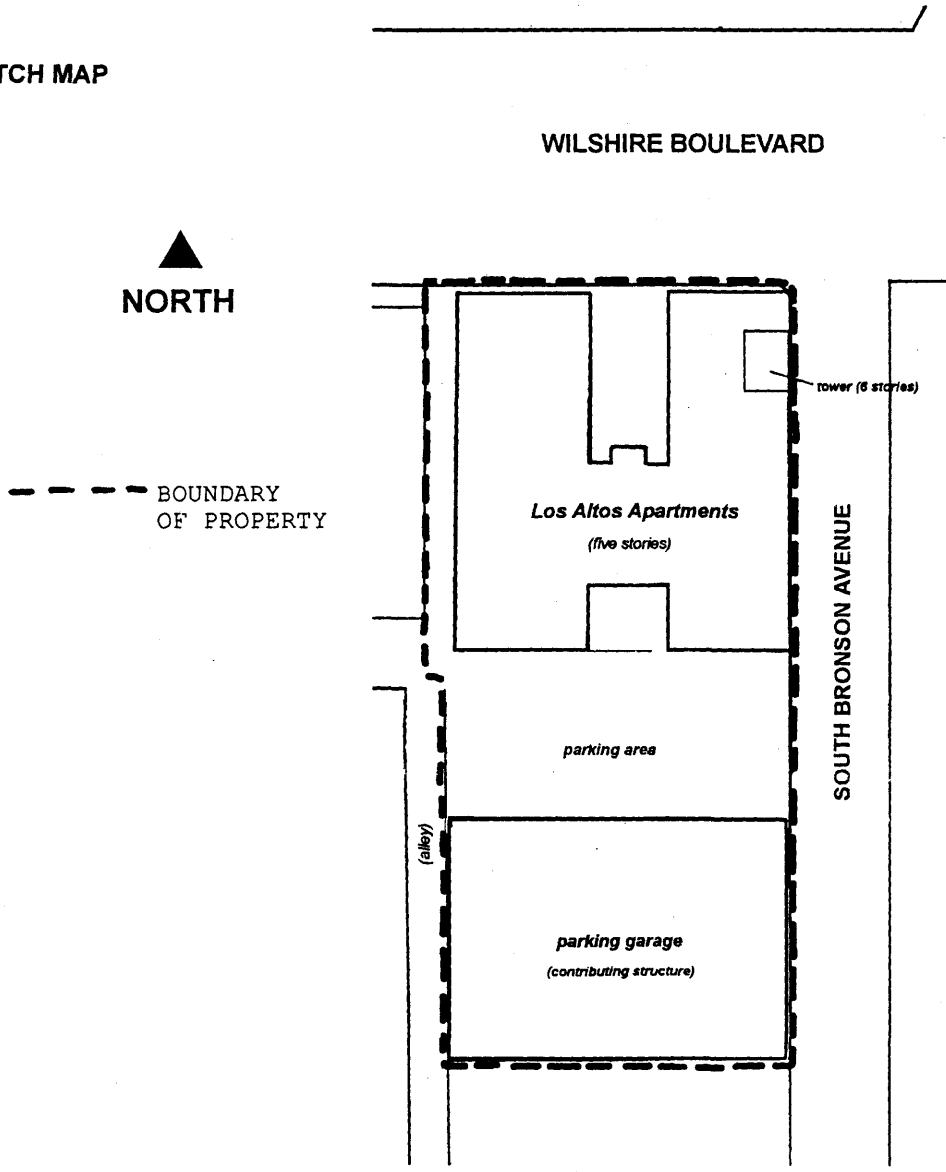 TCH MAP
WILSHIRE BOULEVARD
NORTH
tower (6 stories)
BOUNDARY
OF PROPERTY
Los Altos Apartments
(five stories)
SOUTH BRONSON AVENUE
parking area
(alley)
parking garage
(contributing structure)